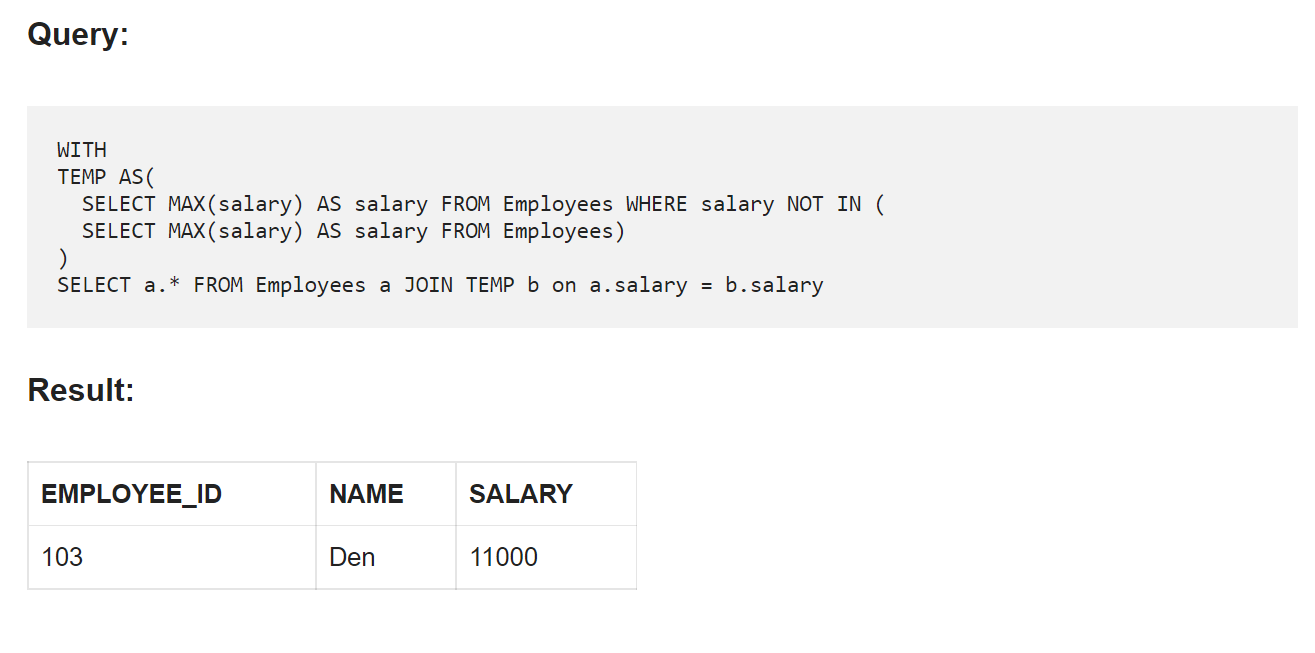 Query:
WITH
TEMP AS(
  SELECT MAX(salary) AS salary FROM Employees WHERE salary NOT IN (
  SELECT MAX(salary) AS salary FROM Employees)
)
SELECT a.* FROM Employees a JOIN TEMP b on a.salary = b.salary
Result:
EMPLOYEE_ID NAME SALARY
103 Den 11000